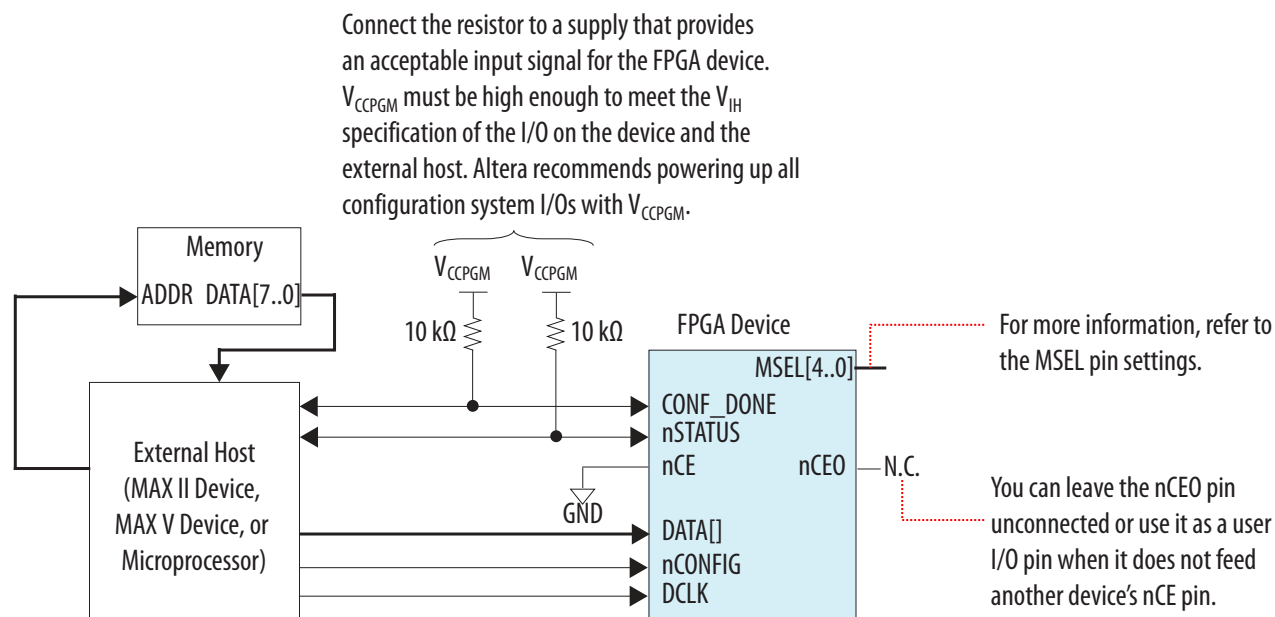 Connect the resistor to a supply that provides
an acceptable input signal for the FPGA device.
VCCPGM must be high enough to meet the VIH
specification of the I/O on the device and the
external host. Altera recommends powering up all
configuration system I/Os with VCCPGM.
Memory
ADDR DATA[7..0]
VCCPGM VCCPGM
10 kΩ 10 kΩ
FPGA Device
MSEL[4..0]
For more information, refer to
the MSEL pin settings.
CONF_DONE
nSTATUS
nCE nCEO N.C.
GND
External Host
(MAX II Device,
MAX V Device, or
Microprocessor)
DATA[]
nCONFIG
DCLK
You can leave the nCEO pin
unconnected or use it as a user
I/O pin when it does not feed
another device's nCE pin.